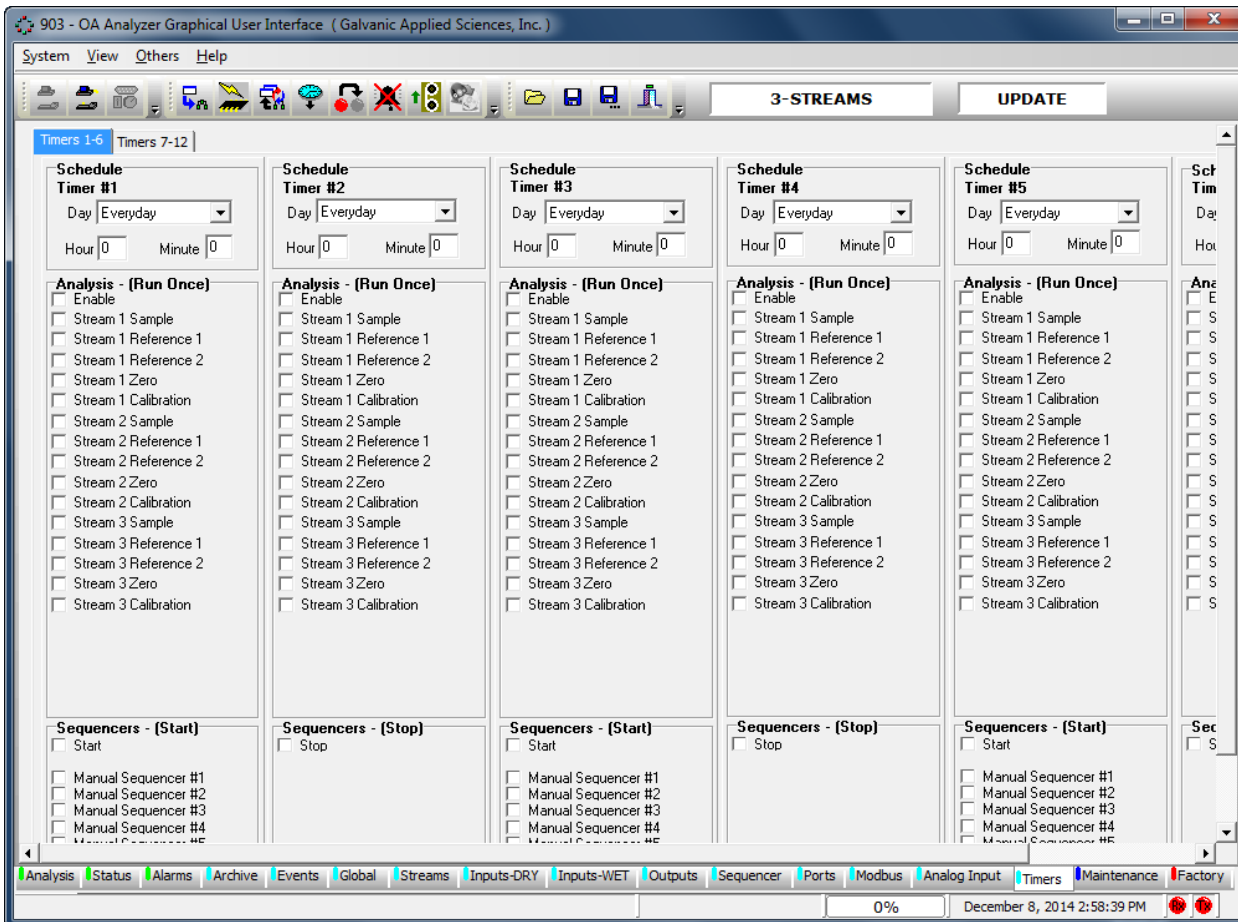 903 - OA Analyzer Graphical User Interface ( Galvanic Applied Sciences, Inc. )
System View Others Help
3-STREAMS UPDATE
Timers 1-6 Timers 7-12
Schedule
Timer #1
Day Everyday
Hour 0 Minute 0
Analysis - (Run Once)
Enable
Stream 1 Sample
Stream 1 Reference 1
Stream 1 Reference 2
Stream 1 Zero
Stream 1 Calibration
Stream 2 Sample
Stream 2 Reference 1
Stream 2 Reference 2
Stream 2 Zero
Stream 2 Calibration
Stream 3 Sample
Stream 3 Reference 1
Stream 3 Reference 2
Stream 3 Zero
Stream 3 Calibration
Sequencers - (Start)
Start
Manual Sequencer #1
Manual Sequencer #2
Manual Sequencer #3
Manual Sequencer #4
Manual Sequencer #5
Schedule
Timer #2
Day Everyday
Hour 0 Minute 0
Analysis - (Run Once)
Enable
Stream 1 Sample
Stream 1 Reference 1
Stream 1 Reference 2
Stream 1 Zero
Stream 1 Calibration
Stream 2 Sample
Stream 2 Reference 1
Stream 2 Reference 2
Stream 2 Zero
Stream 2 Calibration
Stream 3 Sample
Stream 3 Reference 1
Stream 3 Reference 2
Stream 3 Zero
Stream 3 Calibration
Sequencers - (Stop)
Stop
Schedule
Timer #3
Day Everyday
Hour 0 Minute 0
Analysis - (Run Once)
Enable
Stream 1 Sample
Stream 1 Reference 1
Stream 1 Reference 2
Stream 1 Zero
Stream 1 Calibration
Stream 2 Sample
Stream 2 Reference 1
Stream 2 Reference 2
Stream 2 Zero
Stream 2 Calibration
Stream 3 Sample
Stream 3 Reference 1
Stream 3 Reference 2
Stream 3 Zero
Stream 3 Calibration
Sequencers - (Start)
Start
Manual Sequencer #1
Manual Sequencer #2
Manual Sequencer #3
Manual Sequencer #4
Manual Sequencer #5
Schedule
Timer #4
Day Everyday
Hour 0 Minute 0
Analysis - (Run Once)
Enable
Stream 1 Sample
Stream 1 Reference 1
Stream 1 Reference 2
Stream 1 Zero
Stream 1 Calibration
Stream 2 Sample
Stream 2 Reference 1
Stream 2 Reference 2
Stream 2 Zero
Stream 2 Calibration
Stream 3 Sample
Stream 3 Reference 1
Stream 3 Reference 2
Stream 3 Zero
Stream 3 Calibration
Sequencers - (Stop)
Stop
Schedule
Timer #5
Day Everyday
Hour 0 Minute 0
Analysis - (Run Once)
Enable
Stream 1 Sample
Stream 1 Reference 1
Stream 1 Reference 2
Stream 1 Zero
Stream 1 Calibration
Stream 2 Sample
Stream 2 Reference 1
Stream 2 Reference 2
Stream 2 Zero
Stream 2 Calibration
Stream 3 Sample
Stream 3 Reference 1
Stream 3 Reference 2
Stream 3 Zero
Stream 3 Calibration
Sequencers - (Start)
Start
Manual Sequencer #1
Manual Sequencer #2
Manual Sequencer #3
Manual Sequencer #4
Manual Sequencer #5
Analysis Status Alarms Archive Events Global Streams Inputs-DRY Inputs-WET Outputs Sequencer Ports Modbus Analog Input Timers Maintenance Factory
0% December 8, 2014 2:58:39 PM Rx Tx